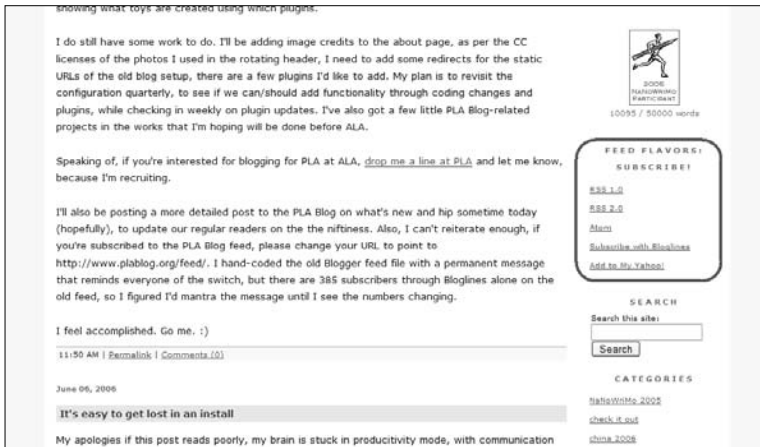 showing what toys are created using which plugins.
I do still have some work to do. I'll be adding image credits to the about page, as per the CC
licenses of the photos I used in the rotating header, I need to add some redirects for the static
URLs of the old blog setup, there are a few plugins I'd like to add. My plan is to revisit the
configuration quarterly, to see if we can/should add functionality through coding changes and
plugins, while checking in weekly on plugin updates. I've also got a few little PLA Blog-related
projects in the works that I'm hoping will be done before ALA.
Speaking of, if you're interested for blogging for PLA at ALA, drop me a line at PLA and let me know,
because I'm recruiting.
I'll also be posting a more detailed post to the PLA Blog on what's new and hip sometime today
(hopefully), to update our regular readers on the the niftiness. Also, I can't reiterate enough, if
you're subscribed to the PLA Blog feed, please change your URL to point to
http://www.plablog.org/feed/. I hand-coded the old Blogger feed file with a permanent message
that reminds everyone of the switch, but there are 385 subscribers through Bloglines alone on the
old feed, so I figured I'd mantra the message until I see the numbers changing.
I feel accomplished. Go me. :)
11:50 AM | Permalink | Comments (0)
June 06, 2006
It's easy to get lost in an install
My apologies if this post reads poorly, my brain is stuck in producitivity mode, with communication
2006
NaNoWriMo
Participant
10095 / 50000 words
FEED FLAVORS:
SUBSCRIBE!
RSS 1.0
RSS 2.0
Atom
Subscribe with Bloglines
Add to My Yahoo!
SEARCH
Search this site:
Search
CATEGORIES
NaNoWriMo 2005
check it out
china 2006